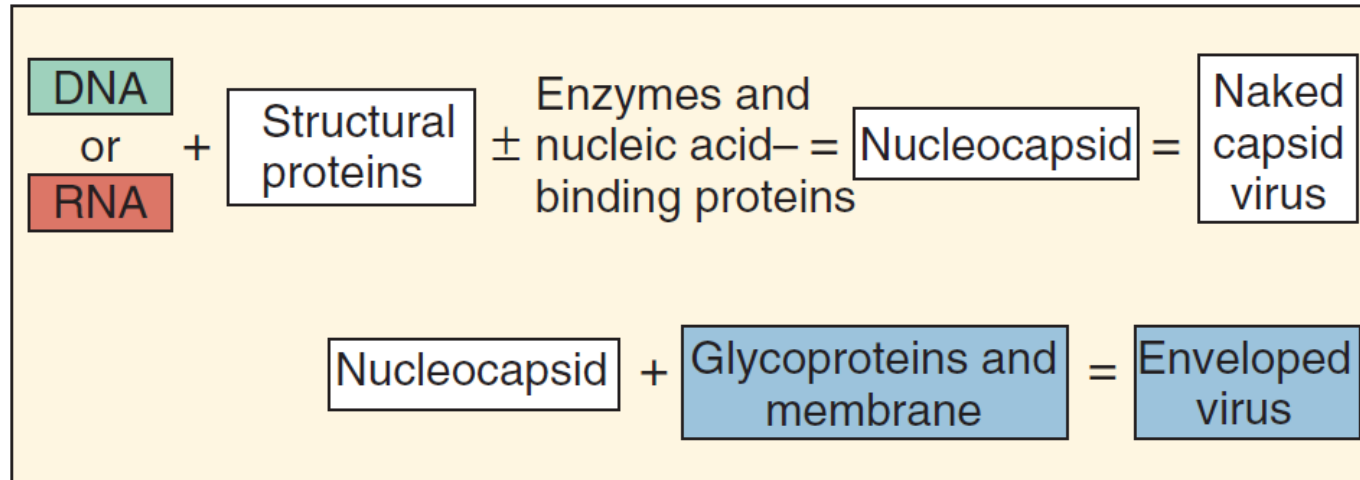 DNA
or
RNA
+
Structural
proteins
±
Enzymes and
nucleic acid–
binding proteins
=
Nucleocapsid
=
Naked
capsid
virus
Nucleocapsid
+
Glycoproteins and
membrane
=
Enveloped
virus